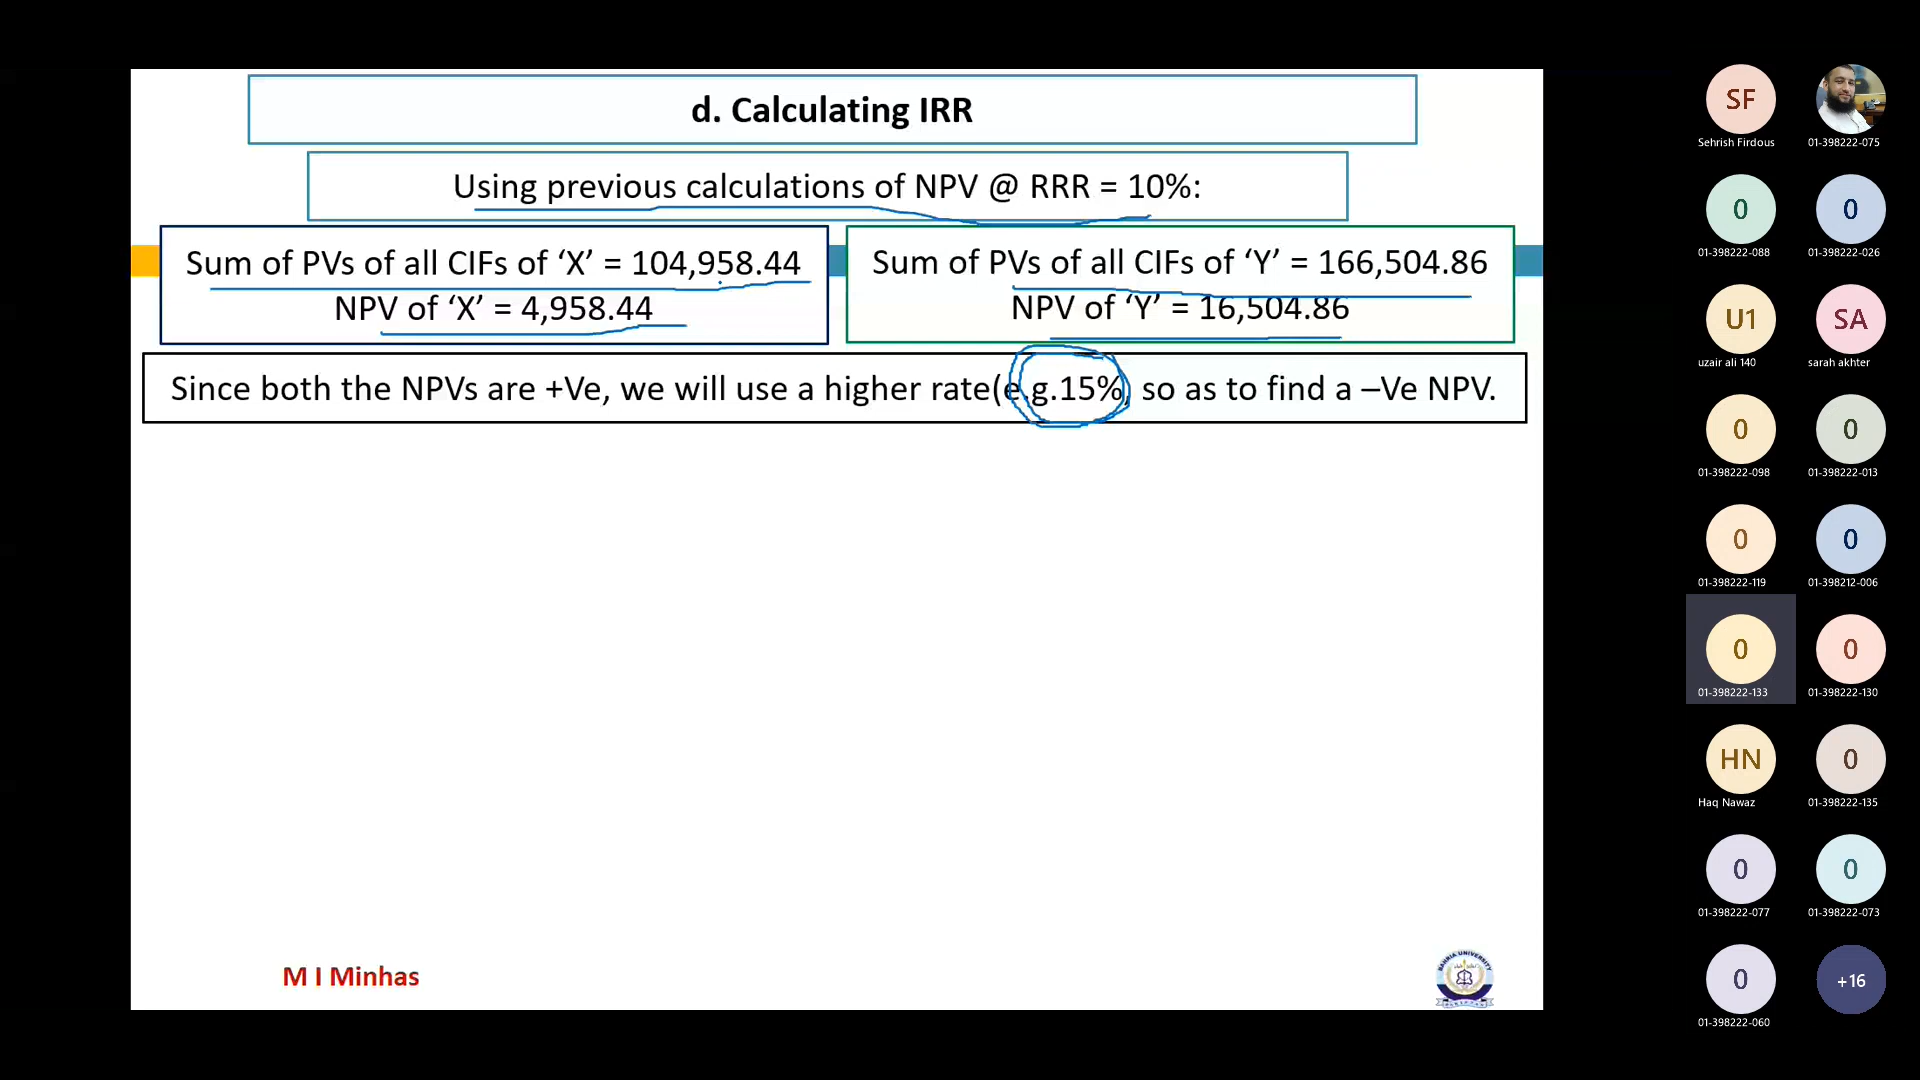 d. Calculating IRR
Using previous calculations of NPV @ RRR = 10%:
Sum of PVs of all CIFs of ‘X’ = 104,958.44
NPV of ‘X’ = 4,958.44
Sum of PVs of all CIFs of ‘Y’ = 166,504.86
NPV of ‘Y’ = 16,504.86
Since both the NPVs are +Ve, we will use a higher rate(e.g.15%, so as to find a –Ve NPV.
M I Minhas
BAHRIA UNIVERSITY
SF
Sehrish Firdous
01-398222-075
0
01-398222-088
0
01-398222-026
U1
uzair ali 140
SA
sarah akhter
0
01-398222-098
0
01-398222-013
0
01-398222-119
0
01-398212-006
0
01-398222-133
0
01-398222-130
HN
Haq Nawaz
0
01-398222-135
0
01-398222-077
0
01-398222-073
0
01-398222-060
+16